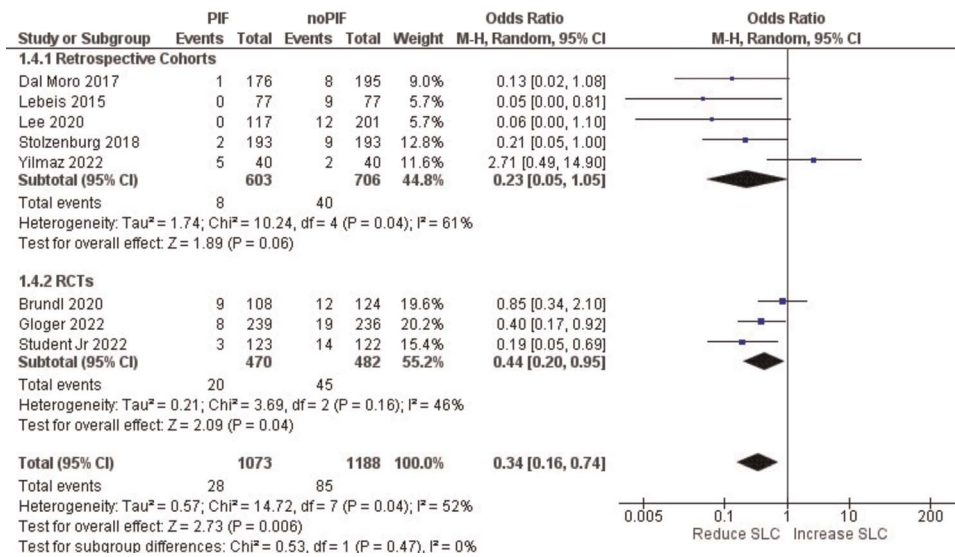 PIF noPIF Odds Ratio Odds Ratio
Study or Subgroup Events Total Events Total Weight M-H, Random, 95% CI M-H, Random, 95% CI
1.4.1 Retrospective Cohorts
Dal Moro 2017 1 176 8 195 9.0% 0.13 [0.02, 1.08]
Lebeis 2015 0 77 9 77 5.7% 0.05 [0.00, 0.81]
Lee 2020 0 117 12 201 5.7% 0.06 [0.00, 1.10]
Stolzenburg 2018 2 193 9 193 12.8% 0.21 [0.05, 1.00]
Yilmaz 2022 5 40 2 40 11.6% 2.71 [0.49, 14.90]
Subtotal (95% CI) 603 706 44.8% 0.23 [0.05, 1.05]
Total events 8 40
Heterogeneity: Tau² = 1.74; Chi² = 10.24, df = 4 (P = 0.04); I² = 61%
Test for overall effect: Z = 1.89 (P = 0.06)
1.4.2 RCTs
Brundl 2020 9 108 12 124 19.6% 0.85 [0.34, 2.10]
Gloger 2022 8 239 19 236 20.2% 0.40 [0.17, 0.92]
Student Jr 2022 3 123 14 122 15.4% 0.19 [0.05, 0.69]
Subtotal (95% CI) 470 482 55.2% 0.44 [0.20, 0.95]
Total events 20 45
Heterogeneity: Tau² = 0.21; Chi² = 3.69, df = 2 (P = 0.16); I² = 46%
Test for overall effect: Z = 2.09 (P = 0.04)
Total (95% CI) 1073 1188 100.0% 0.34 [0.16, 0.74]
Total events 28 85
Heterogeneity: Tau² = 0.57; Chi² = 14.72, df = 7 (P = 0.04); I² = 52%
Test for overall effect: Z = 2.73 (P = 0.006)
Test for subgroup differences: Chi² = 0.53, df = 1 (P = 0.47), I² = 0%
0.005 0.1 1 10 200
Reduce SLC Increase SLC